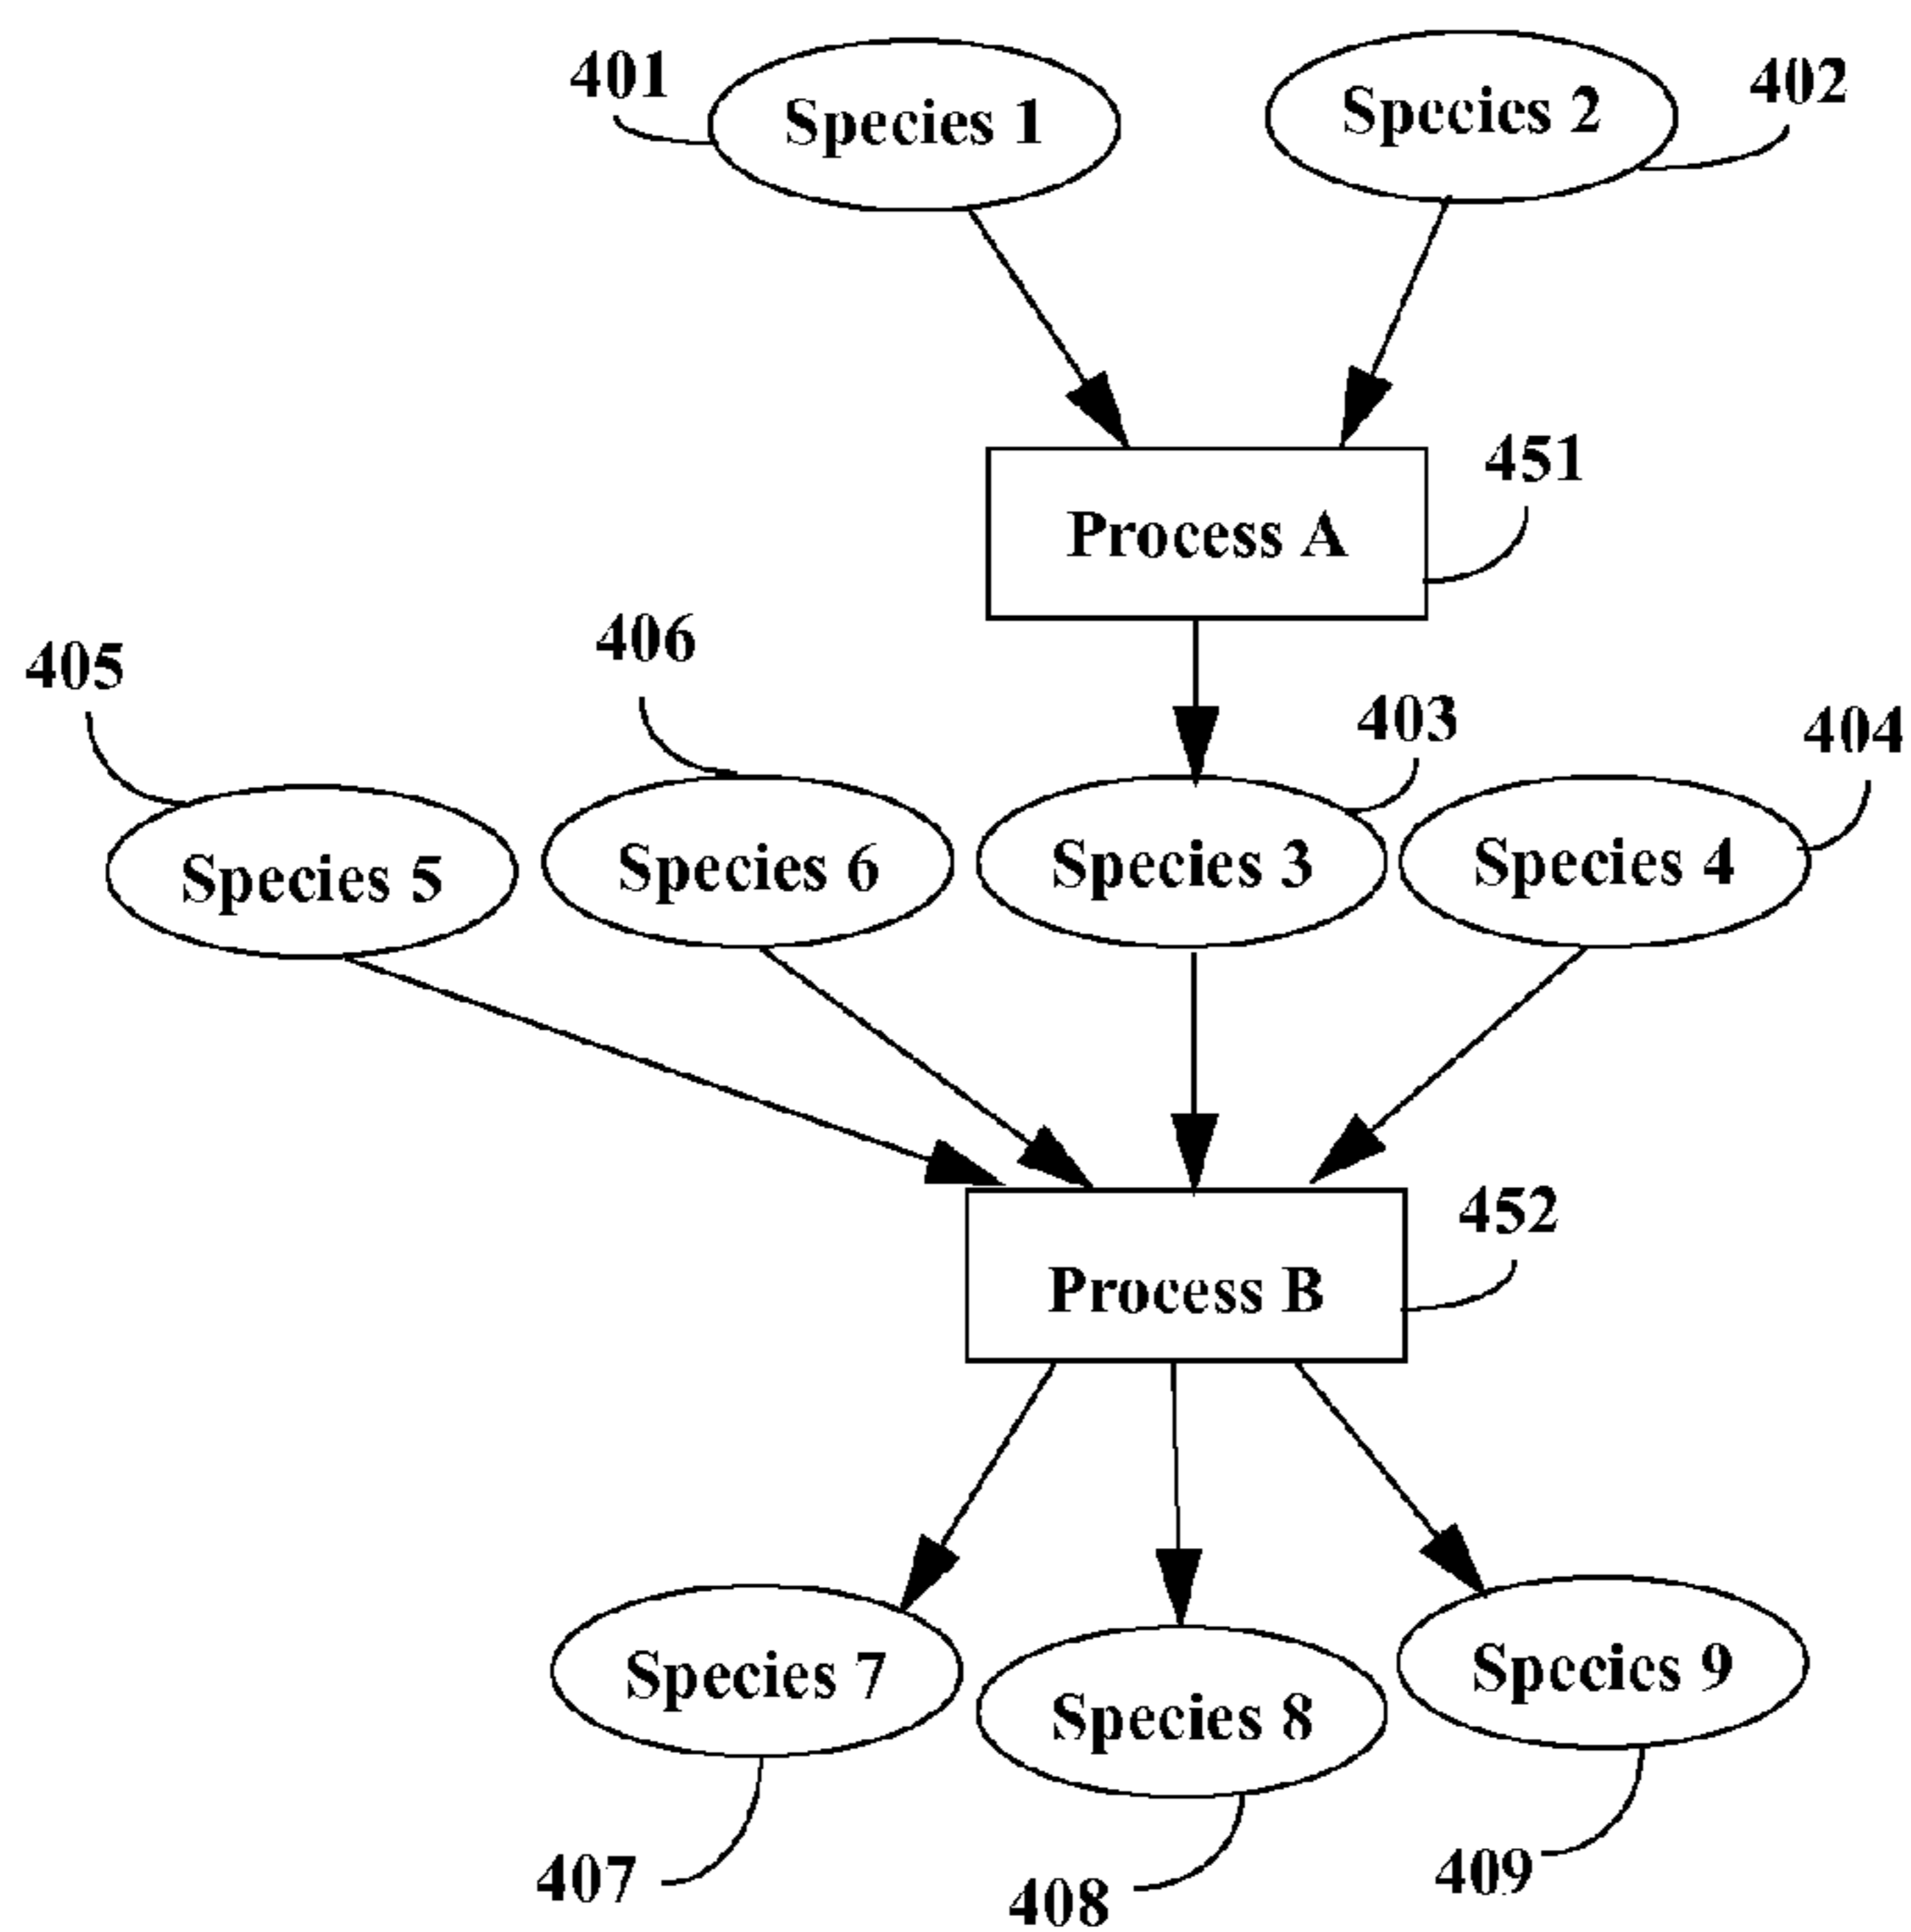 401
Species 1
Species 2
402
451
Process A
405
406
403
404
Species 5
Species 6
Species 3
Species 4
452
Process B
Species 7
Species 8
Species 9
407
408
409